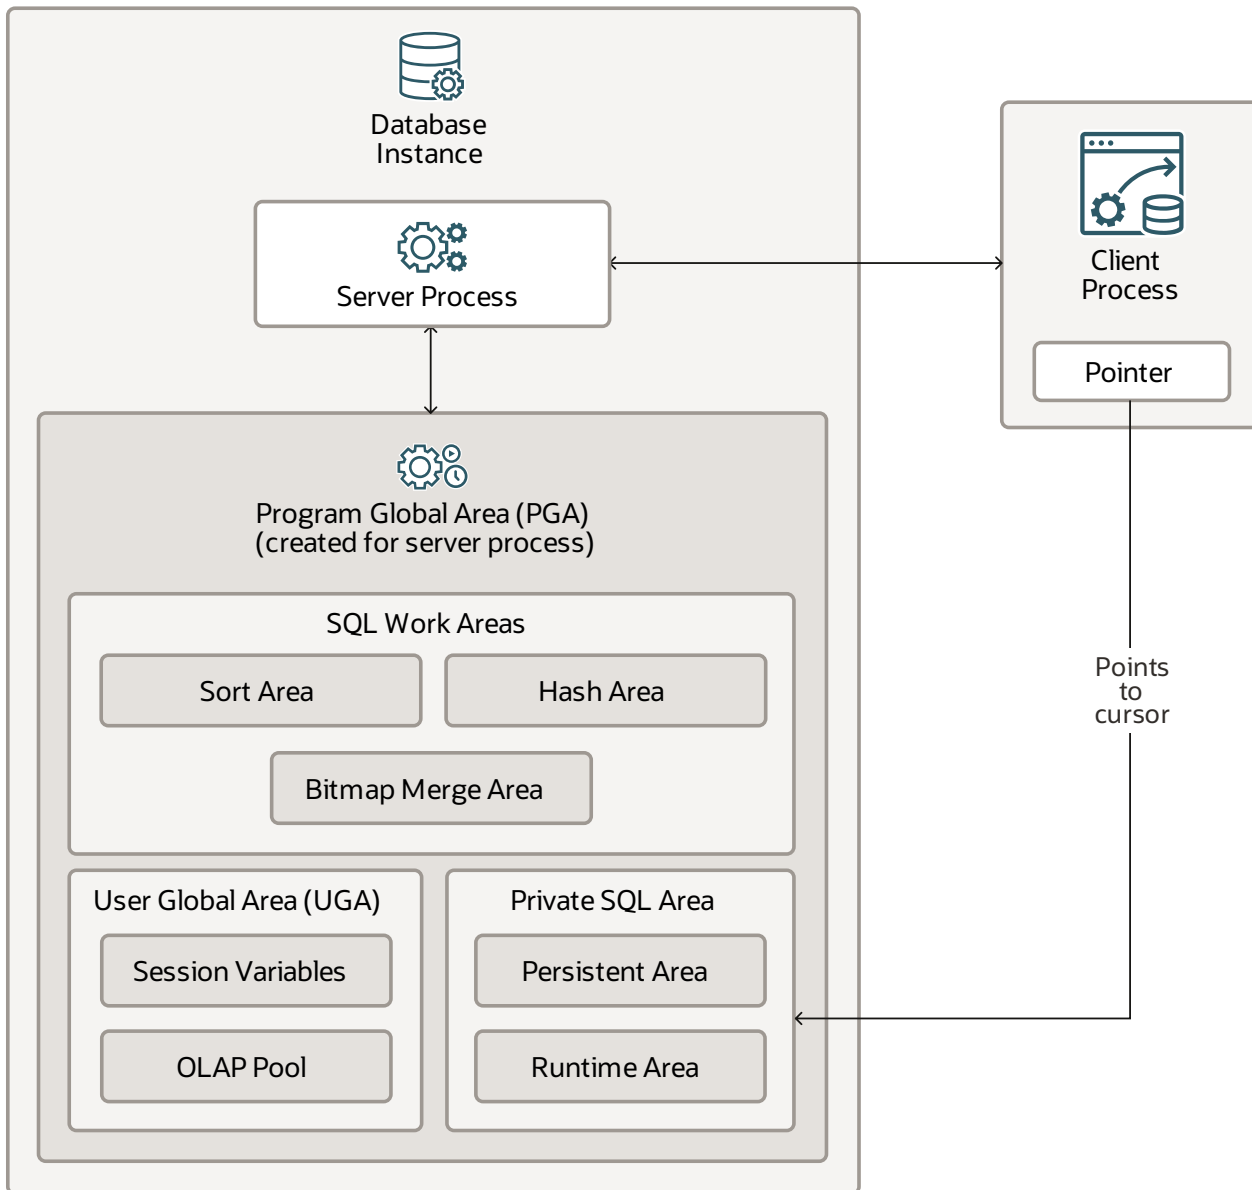 Database
Instance
Server Process
Client
Process
Pointer
Program Global Area (PGA)
(created for server process)
SQL Work Areas
Sort Area
Hash Area
Bitmap Merge Area
Points
to
cursor
User Global Area (UGA)
Session Variables
OLAP Pool
Private SQL Area
Persistent Area
Runtime Area